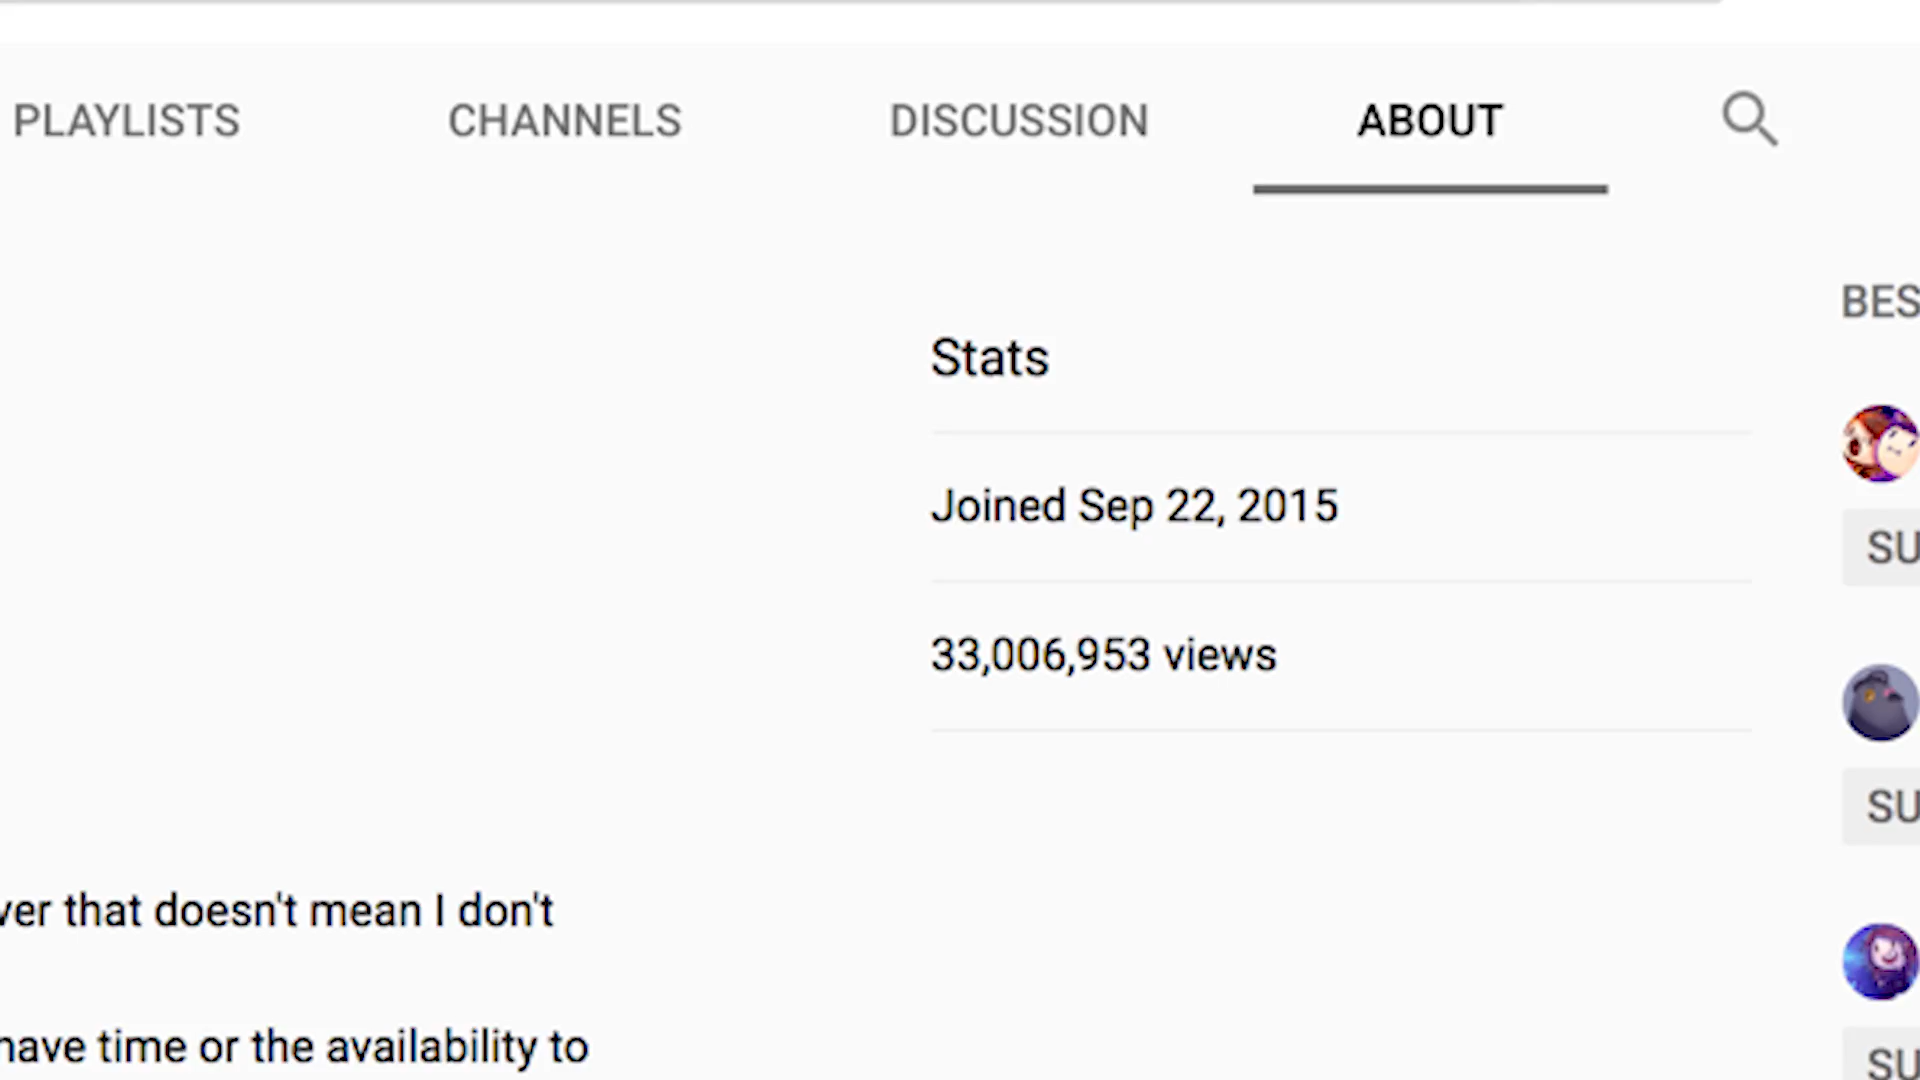 PLAYLISTS CHANNELS DISCUSSION ABOUT
BES
Stats
Joined Sep 22, 2015
SU
33,006,953 views
SU
ver that doesn't mean I don't
have time or the availability to
SU